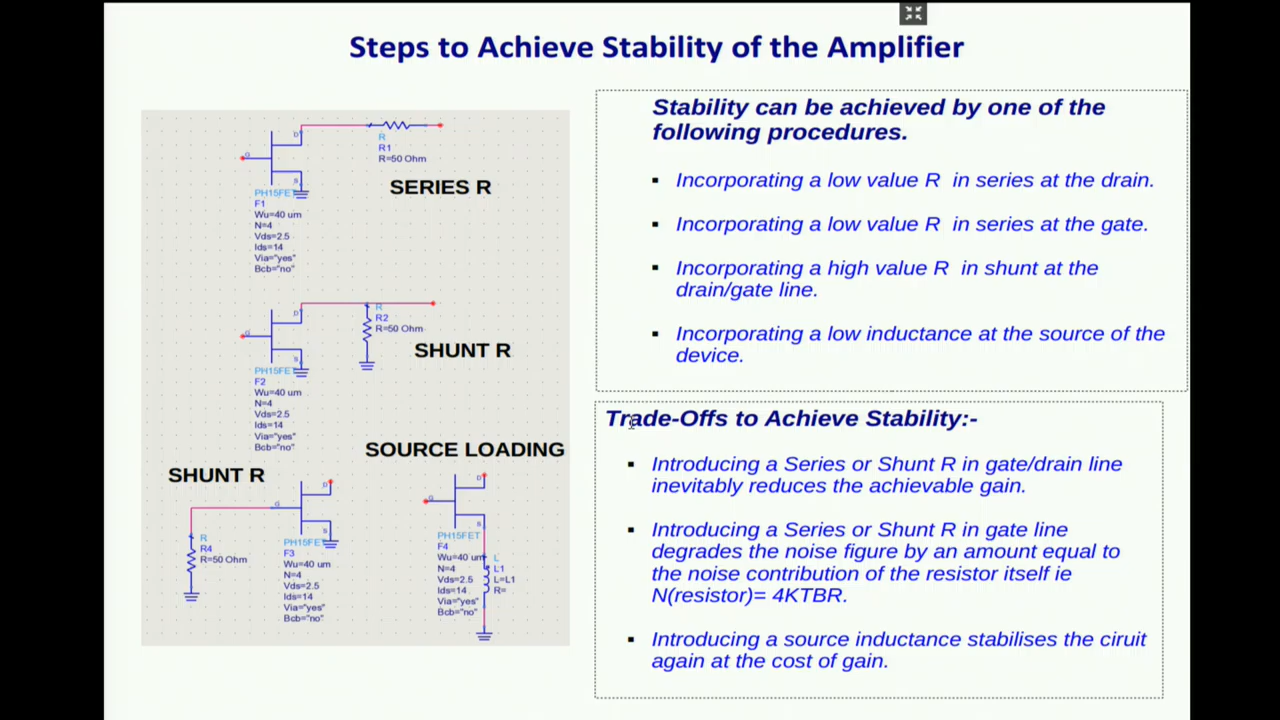 Steps to Achieve Stability of the Amplifier
D
G
S
R
R1
R=50 Ohm
SERIES R
PH15FET
F1
Wu=40 um
N=4
Vds=2.5
Ids=14
Via="yes"
Bcb="no"
D
G
S
R
R2
R=50 Ohm
SHUNT R
PH15FET
F2
Wu=40 um
N=4
Vds=2.5
Ids=14
Via="yes"
Bcb="no"
SHUNT R
D
G
S
R
R4
R=50 Ohm
PH15FET
F3
Wu=40 um
N=4
Vds=2.5
Ids=14
Via="yes"
Bcb="no"
SOURCE LOADING
D
G
S
PH15FET
F4
Wu=40 um
N=4
Vds=2.5
Ids=14
Via="yes"
Bcb="no"
L
L1
L=L1
R=
Stability can be achieved by one of the
following procedures.
▪ Incorporating a low value R in series at the drain.
▪ Incorporating a low value R in series at the gate.
▪ Incorporating a high value R in shunt at the
drain/gate line.
▪ Incorporating a low inductance at the source of the
device.
Trade-Offs to Achieve Stability:-
▪ Introducing a Series or Shunt R in gate/drain line
inevitably reduces the achievable gain.
▪ Introducing a Series or Shunt R in gate line
degrades the noise figure by an amount equal to
the noise contribution of the resistor itself ie
N(resistor)= 4KTBR.
▪ Introducing a source inductance stabilises the ciruit
again at the cost of gain.